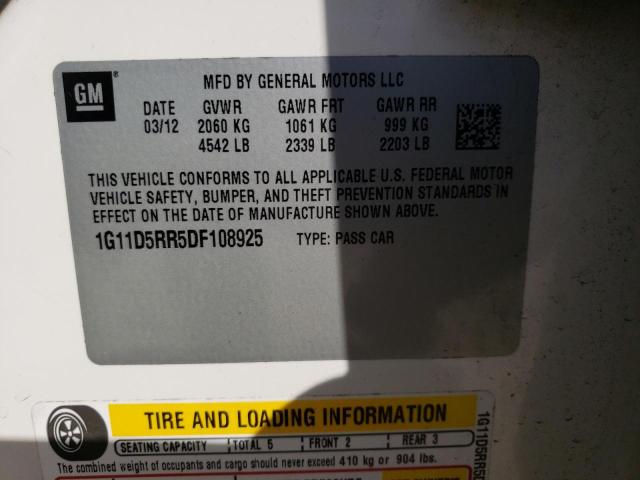 GM
MFD BY GENERAL MOTORS LLC
DATE GVWR GAWR FRT GAWR RR
03/12 2060 KG 1061 KG 999 KG
4542 LB 2339 LB 2203 LB
THIS VEHICLE CONFORMS TO ALL APPLICABLE U.S. FEDERAL MOTOR
VEHICLE SAFETY, BUMPER, AND THEFT PREVENTION STANDARDS IN
EFFECT ON THE DATE OF MANUFACTURE SHOWN ABOVE.
1G11D5RR5DF108925 TYPE: PASS CAR
TIRE AND LOADING INFORMATION
SEATING CAPACITY TOTAL 5 FRONT 2 REAR 3
The combined weight of occupants and cargo should never exceed 410 kg or 904 lbs.
1G11D5RR5D